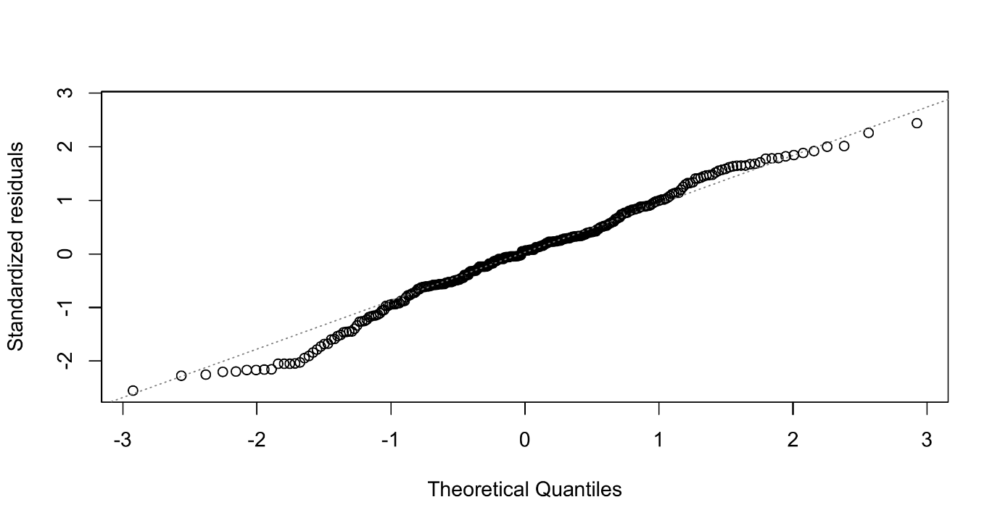 Standardized residuals
3
2
1
0
-1
-2
-3 -2 -1 0 1 2 3
Theoretical Quantiles